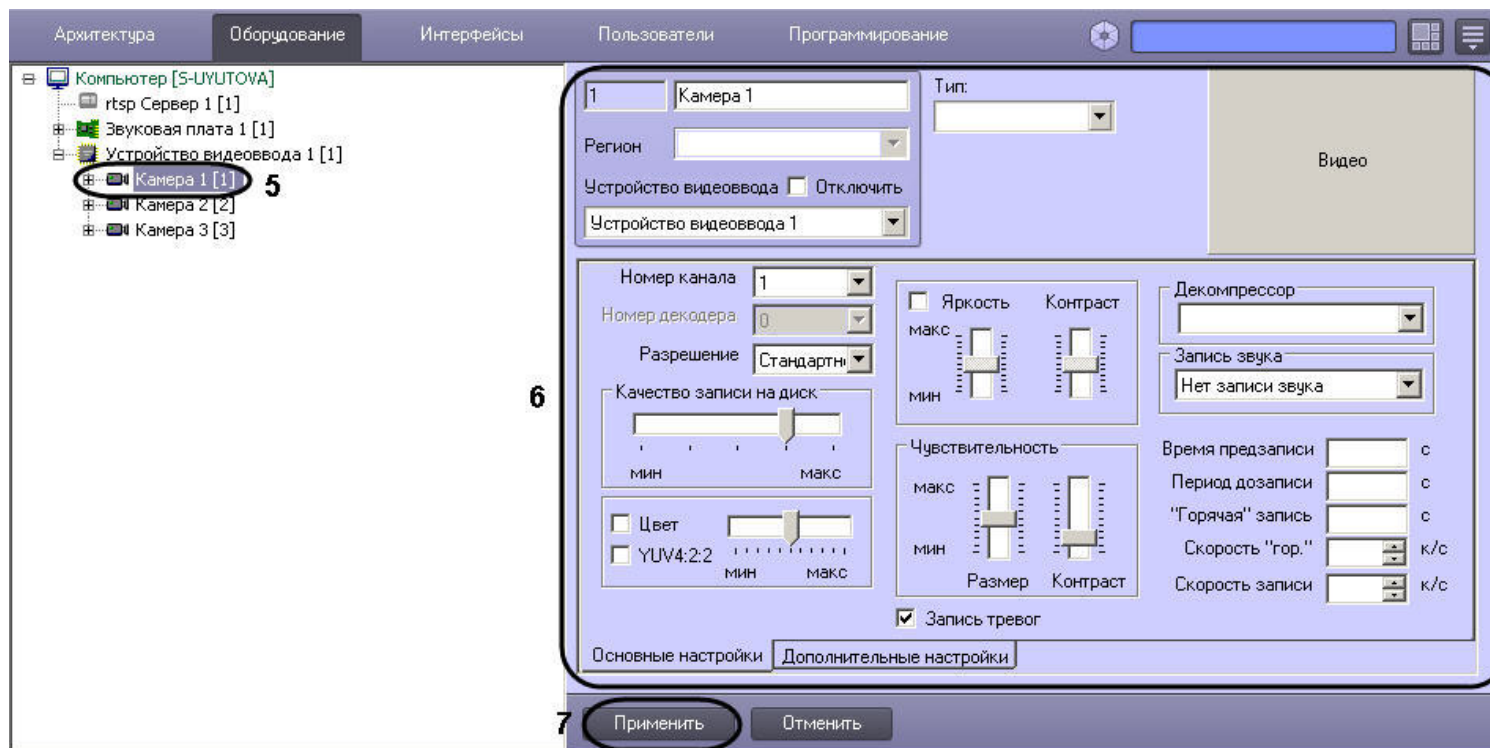 Архитектура
Оборудование
Интерфейсы
Пользователи
Программирование
Компьютер [S-UYUTOVA]
rtsp Сервер 1 [1]
Звуковая плата 1 [1]
Устройство видеоввода 1 [1]
Камера 1 [1]
5
Камера 2 [2]
Камера 3 [3]
1
Камера 1
Тип:
Регион
Видео
Устройство видеоввода
Отключить
Устройство видеоввода 1
6
Номер канала
1
Номер декодера
0
Разрешение
Стандартн
Качество записи на диск
мин
макс
Цвет
YUV4:2:2
мин
макс
Яркость
Контраст
макс
мин
Чувствительность
макс
мин
Размер
Контраст
Запись тревог
Декомпрессор
Запись звука
Нет записи звука
Время предзаписи
с
Период дозаписи
с
"Горячая" запись
с
Скорость "гор."
к/с
Скорость записи
к/с
Основные настройки
Дополнительные настройки
7
Применить
Отменить